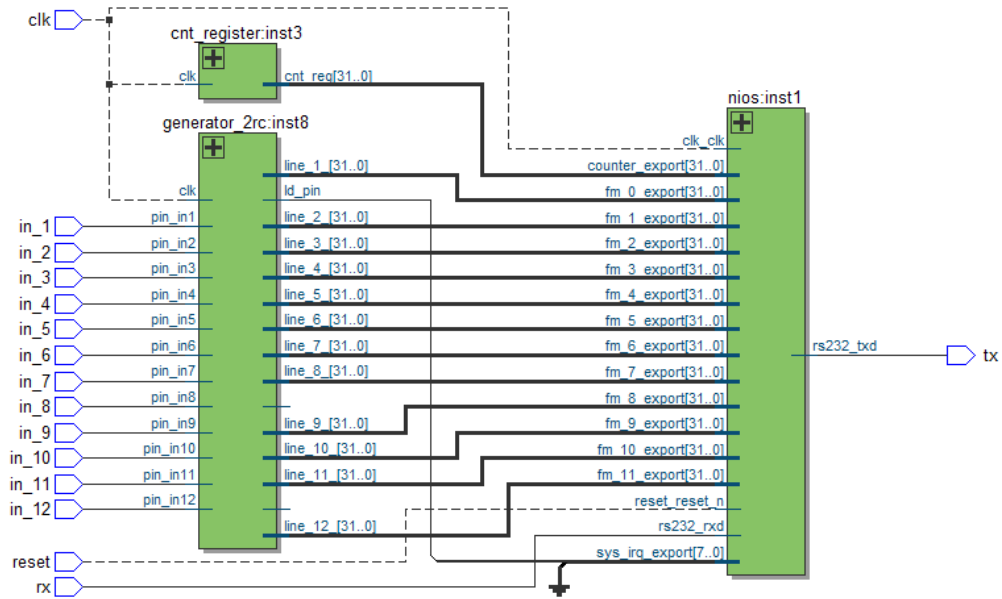 clk
cnt_register:inst3
clk
cnt_reg[31..0]
generator_2rc:inst8
nios:inst1
clk_clk
line_1_[31..0]
counter_export[31..0]
clk
ld_pin
fm_0_export[31..0]
in_1
pin_in1
line_2_[31..0]
fm_1_export[31..0]
in_2
pin_in2
line_3_[31..0]
fm_2_export[31..0]
in_3
pin_in3
line_4_[31..0]
fm_3_export[31..0]
in_4
pin_in4
line_5_[31..0]
fm_4_export[31..0]
in_5
pin_in5
line_6_[31..0]
fm_5_export[31..0]
in_6
pin_in6
line_7_[31..0]
fm_6_export[31..0]
rs232_txd
tx
in_7
pin_in7
line_8_[31..0]
fm_7_export[31..0]
in_8
pin_in8
fm_8_export[31..0]
in_9
pin_in9
line_9_[31..0]
fm_9_export[31..0]
in_10
pin_in10
line_10_[31..0]
fm_10_export[31..0]
in_11
pin_in11
line_11_[31..0]
fm_11_export[31..0]
in_12
pin_in12
reset_reset_n
line_12_[31..0]
rs232_rxd
reset
sys_irq_export[7..0]
rx